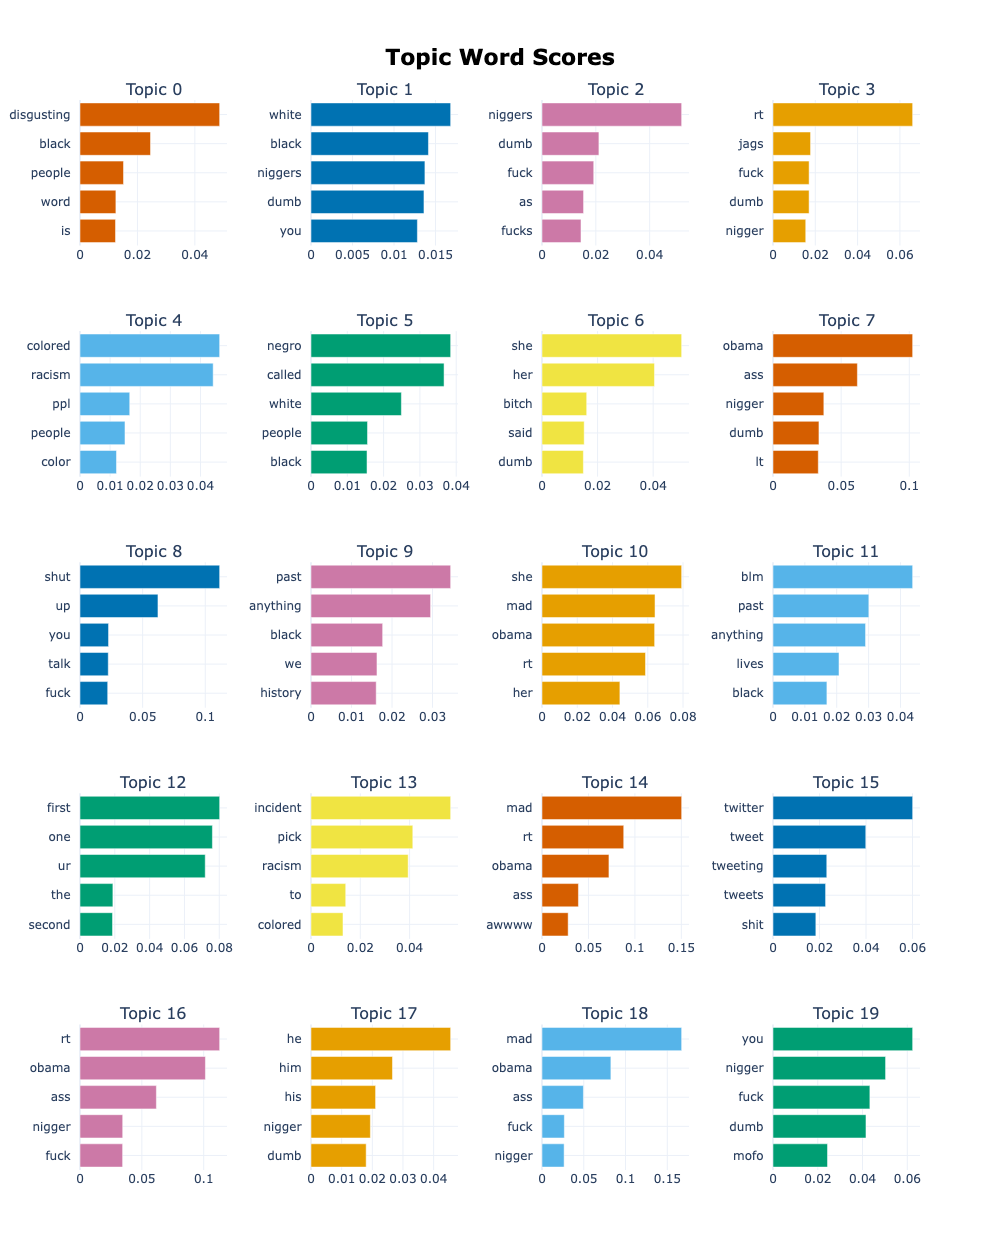 Topic Word Scores
Topic 0
disgusting
black
people
word
is
0 0.02 0.04
Topic 1
white
black
niggers
dumb
you
0 0.005 0.01 0.015
Topic 2
niggers
dumb
fuck
as
fucks
0 0.02 0.04
Topic 3
rt
jags
fuck
dumb
nigger
0 0.02 0.04 0.06
Topic 4
colored
racism
ppl
people
color
0 0.01 0.02 0.03 0.04
Topic 5
negro
called
white
people
black
0 0.01 0.02 0.03 0.04
Topic 6
she
her
bitch
said
dumb
0 0.02 0.04
Topic 7
obama
ass
nigger
dumb
lt
0 0.05 0.1
Topic 8
shut
up
you
talk
fuck
0 0.05 0.1
Topic 9
past
anything
black
we
history
0 0.01 0.02 0.03
Topic 10
she
mad
obama
rt
her
0 0.02 0.04 0.06 0.08
Topic 11
blm
past
anything
lives
black
0 0.01 0.02 0.03 0.04
Topic 12
first
one
ur
the
second
0 0.02 0.04 0.06 0.08
Topic 13
incident
pick
racism
to
colored
0 0.02 0.04
Topic 14
mad
rt
obama
ass
awwww
0 0.05 0.1 0.15
Topic 15
twitter
tweet
tweeting
tweets
shit
0 0.02 0.04 0.06
Topic 16
rt
obama
ass
nigger
fuck
0 0.05 0.1
Topic 17
he
him
his
nigger
dumb
0 0.01 0.02 0.03 0.04
Topic 18
mad
obama
ass
fuck
nigger
0 0.05 0.1 0.15
Topic 19
you
nigger
fuck
dumb
mofo
0 0.02 0.04 0.06